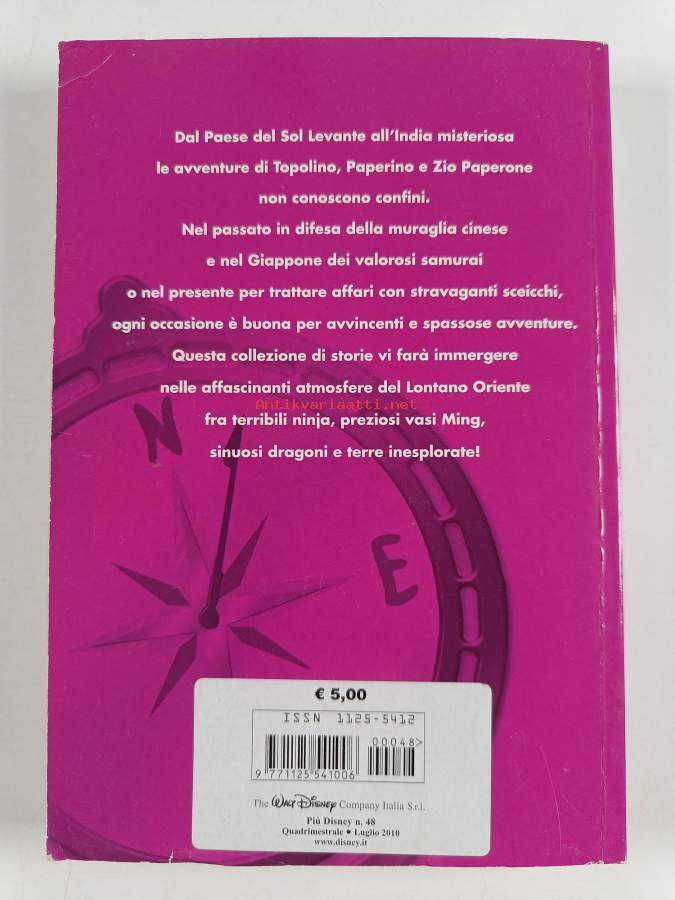 Dal Paese del Sol Levante all'India misteriosa
le avventure di Topolino, Paperino e Zio Paperone
non conoscono confini.
Nel passato in difesa della muraglia cinese
e nel Giappone dei valorosi samurai
o nel presente per trattare affari con stravaganti sceicchi,
ogni occasione è buona per avvincenti e spassose avventure.
Questa collezione di storie vi farà immergere
nelle affascinanti atmosfere del Lontano Oriente
Antikvariaatti.net
fra terribili ninja, preziosi vasi Ming,
sinuosi dragoni e terre inesplorate!
N
E
€ 5,00
ISSN 1125-5412
00048>
9 771125 541006
The WALT DISNEY Company Italia S.r.l.
Più Disney n. 48
Quadrimestrale • Luglio 2010
www.disney.it